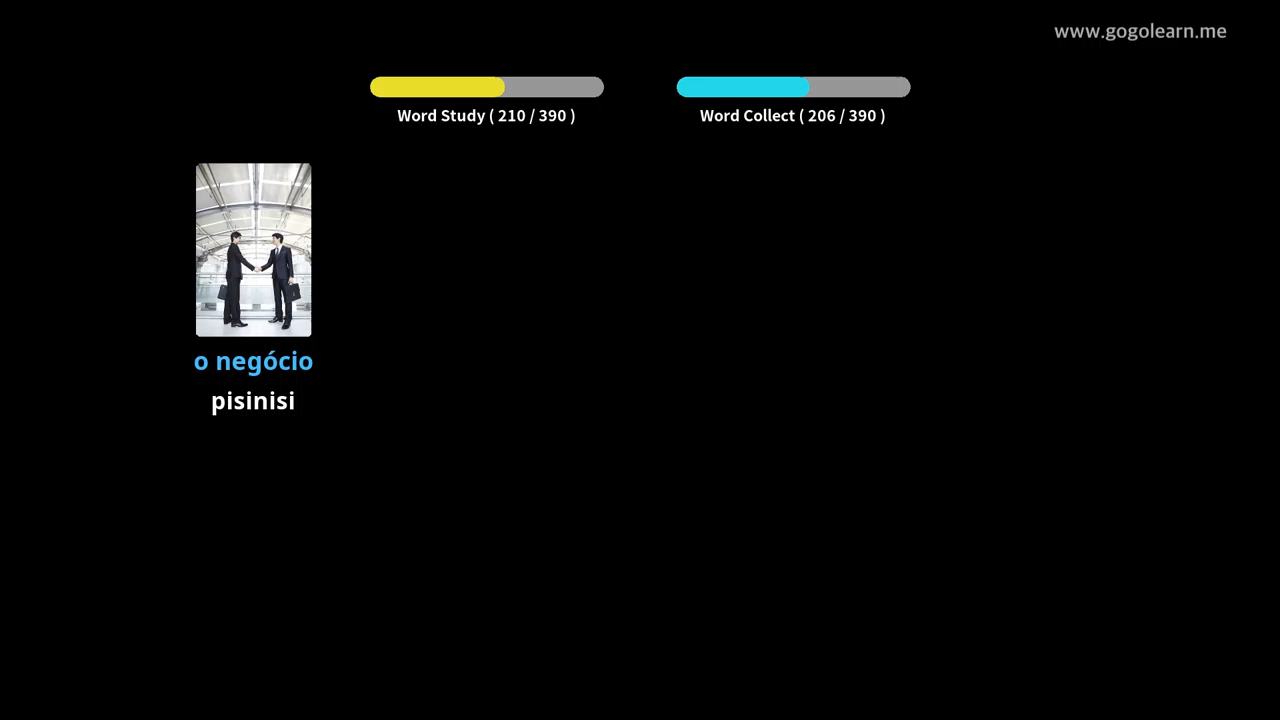 www.gogolearn.me
Word Study ( 210 / 390 )
Word Collect ( 206 / 390 )
o negócio
pisinisi